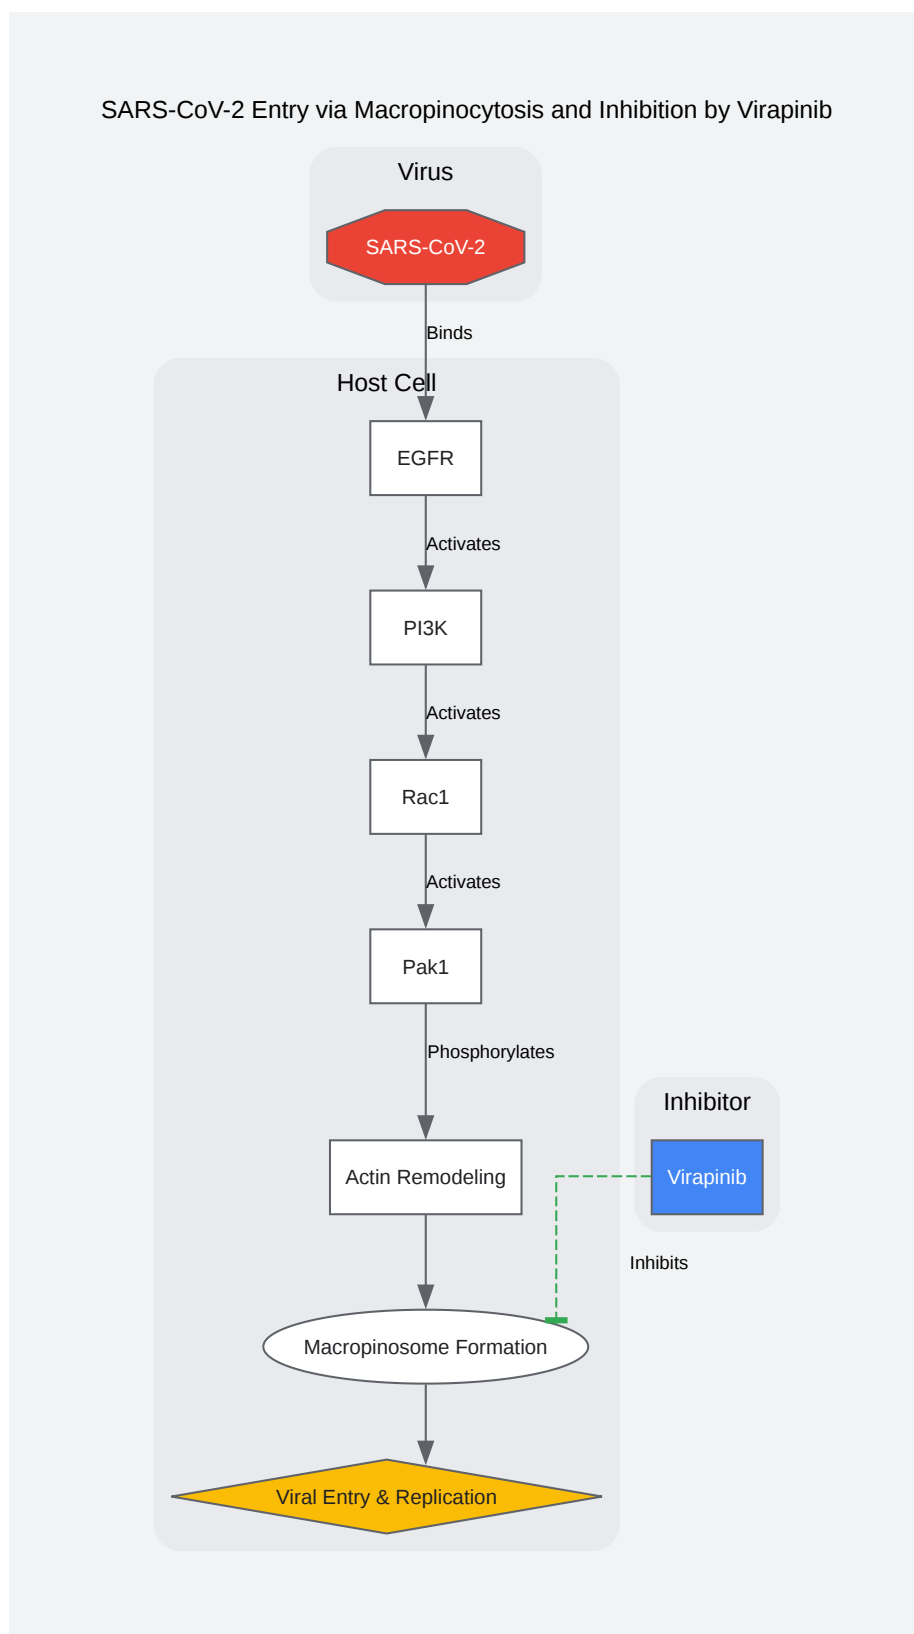 SARS-CoV-2 Entry via Macropinocytosis and Inhibition by Virapinib
Virus
SARS-CoV-2
Binds
Host Cell
EGFR
Activates
PI3K
Activates
Rac1
Activates
Pak1
Phosphorylates
Inhibitor
Actin Remodeling
Virapinib
Inhibits
Macropinosome Formation
Viral Entry & Replication